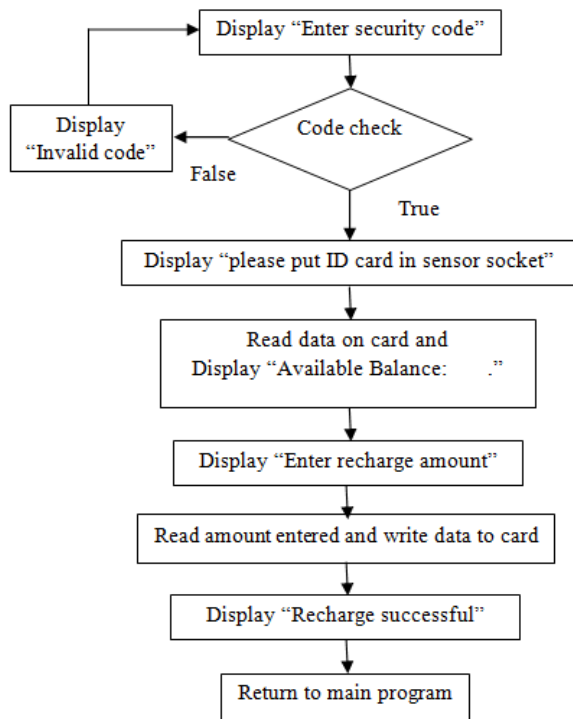 Display “Enter security code”
Code check
Display
“Invalid code”
False
True
Display “please put ID card in sensor socket”
Read data on card and
Display “Available Balance:      .”
Display “Enter recharge amount”
Read amount entered and write data to card
Display “Recharge successful”
Return to main program